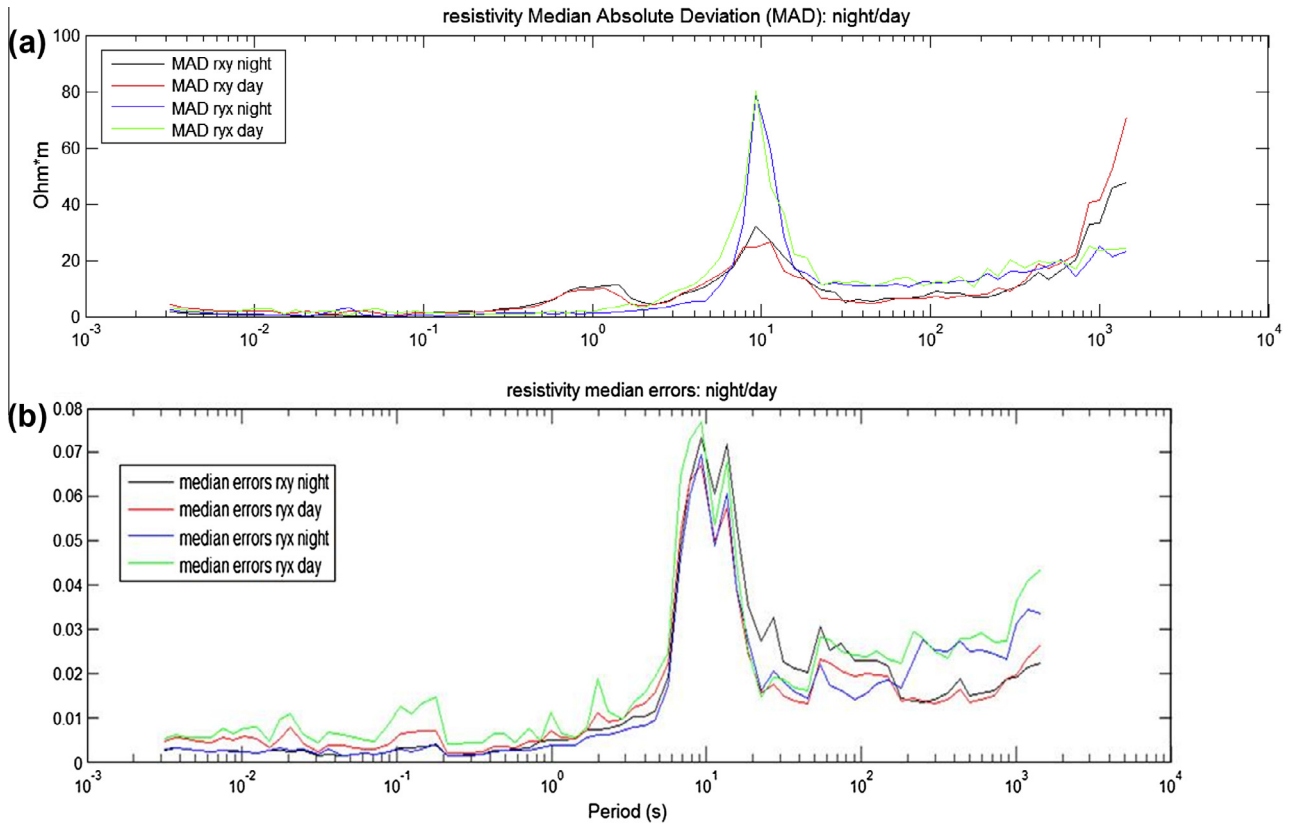 resistivity Median Absolute Deviation (MAD): night/day
(a)
100
80
60
40
20
0
Ohm*m
MAD rxy night
MAD rxy day
MAD ryx night
MAD ryx day
10-3 10-2 10-1 100 101 102 103 104
resistivity median errors: night/day
(b)
0.08
0.07
0.06
0.05
0.04
0.03
0.02
0.01
0
median errors rxy night
median errors ryx day
median errors ryx night
median errors ryx day
10-3 10-2 10-1 100 101 102 103 104
Period (s)